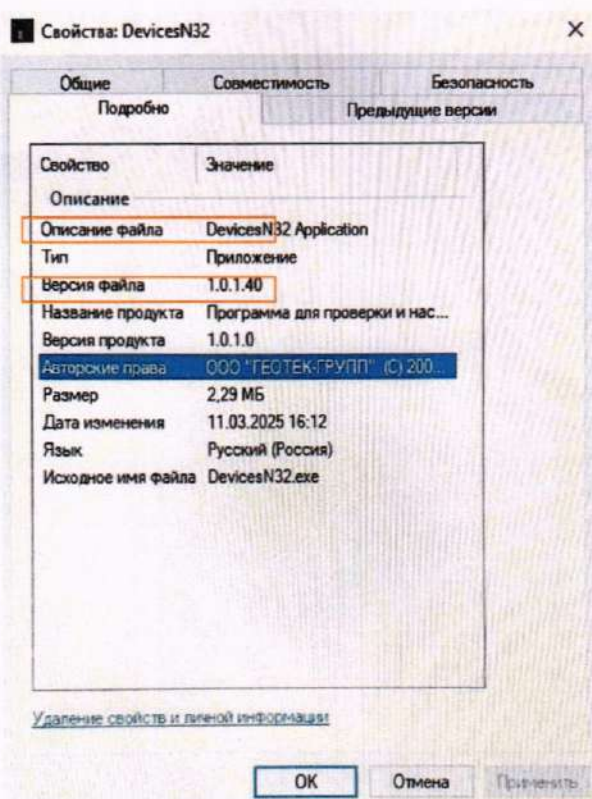 Свойства: DevicesN32
Общие Совместимость Безопасность
Подробно Предыдущие версии
Свойство Значение
Описание
Описание файла DevicesN32 Application
Тип Приложение
Версия файла 1.0.1.40
Название продукта Программа для проверки и нас...
Версия продукта 1.0.1.0
Авторские права ООО "ГЕОТЕК-ГРУПП" (C) 200...
Размер 2,29 МБ
Дата изменения 11.03.2025 16:12
Язык Русский (Россия)
Исходное имя файла DevicesN32.exe
Удаление свойств и личной информации
ОК Отмена Применить